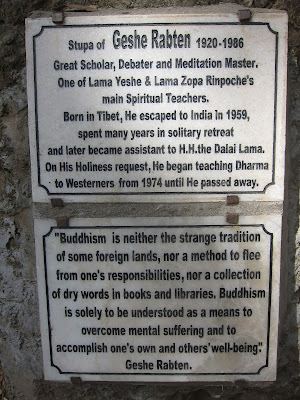 Stupa of Geshe Rabten 1920-1986
Great Scholar, Debater and Meditation Master.
One of Lama Yeshe & Lama Zopa Rinpoche's
main Spiritual Teachers.
Born in Tibet, He escaped to India in 1959,
spent many years in solitary retreat
and later became assistant to H.H.the Dalai Lama.
On His Holiness request, He began teaching Dharma
to Westerners from 1974 until He passed away.
"Buddhism is neither the strange tradition
of some foreign lands, nor a method to flee
from one's responsibilities, nor a collection
of dry words in books and libraries. Buddhism
is solely to be understood as a means to
overcome mental suffering and to
accomplish one's own and others' well-being."
Geshe Rabten.